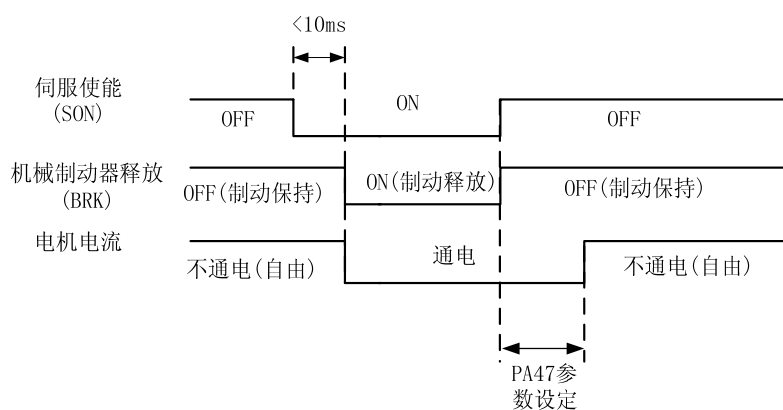 <10ms
伺服使能
(SON)
OFF
ON
OFF
机械制动器释放
(BRK)
OFF(制动保持)
ON(制动释放)
OFF(制动保持)
电机电流
不通电(自由)
通电
不通电(自由)
PA47参
数设定